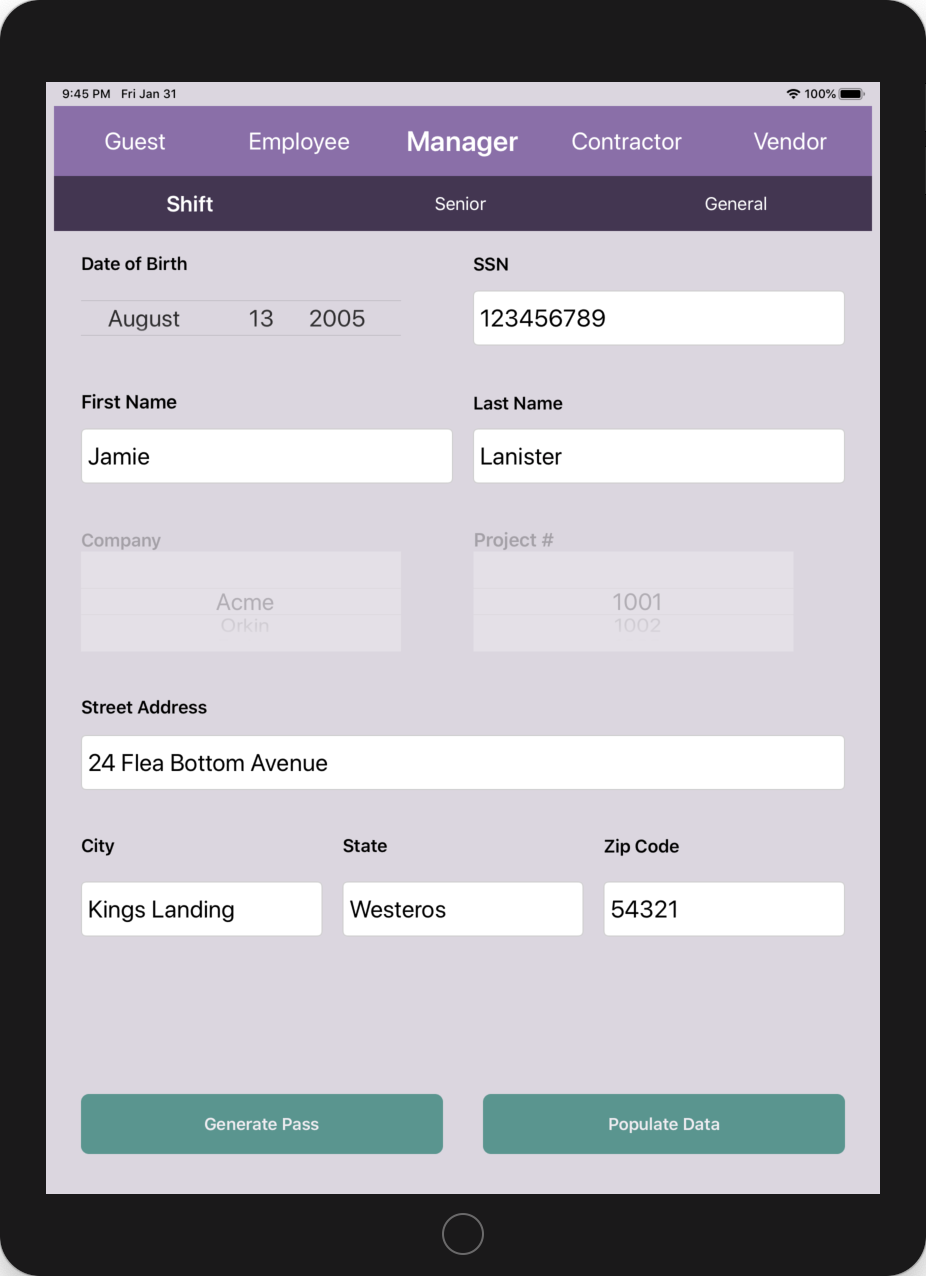 9:45 PM Fri Jan 31 100%
Guest Employee Manager Contractor Vendor
Shift Senior General
Date of Birth SSN
August 13 2005 123456789
First Name Last Name
Jamie Lanister
Company Project #
Acme 1001
Orkin 1002
Street Address
24 Flea Bottom Avenue
City State Zip Code
Kings Landing Westeros 54321
Generate Pass Populate Data